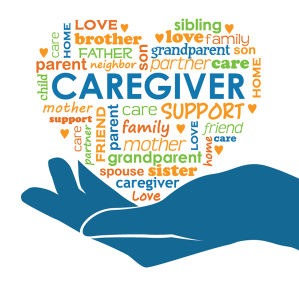 LOVE sibling
care HOME brother love family
FATHER son grandparent son
parent neighbor partner care
child CAREGIVER HOME
mother care SUPPORT
support FRIEND parent family LOVE friend
care partner mother home care
grandparent
spouse sister
caregiver
Love